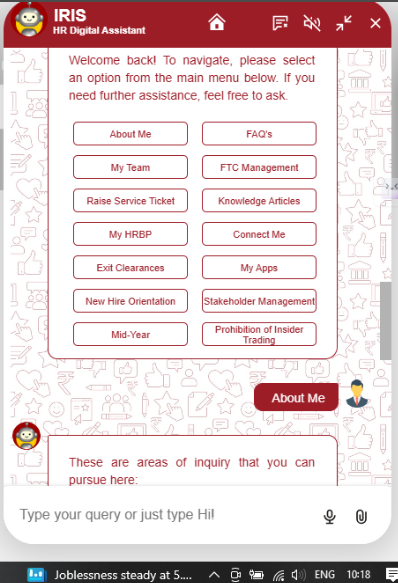 IRIS
HR Digital Assistant
Welcome back! To navigate, please select
an option from the main menu below. If you
need further assistance, feel free to ask.
About Me
FAQ's
My Team
FTC Management
Raise Service Ticket
Knowledge Articles
My HRBP
Connect Me
Exit Clearances
My Apps
New Hire Orientation
Stakeholder Management
Mid-Year
Prohibition of Insider
Trading
About Me
These are areas of inquiry that you can
pursue here:
Type your query or just type Hi!
Joblessness steady at 5....
ENG
10:18